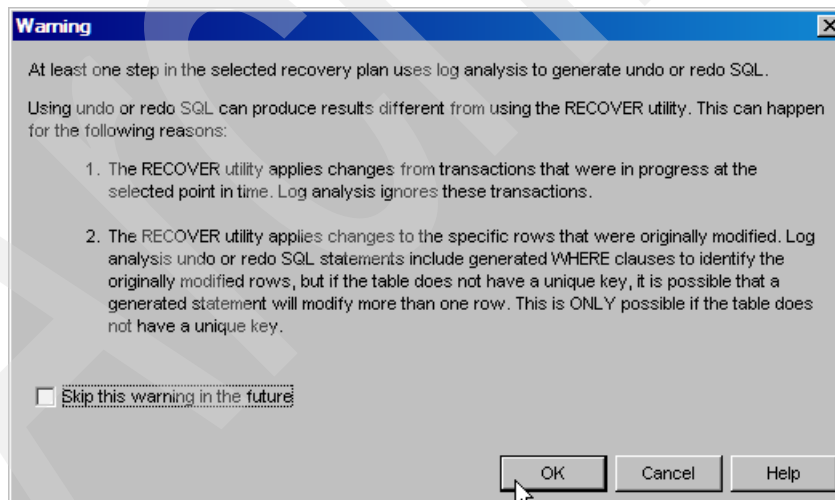 Warning
At least one step in the selected recovery plan uses log analysis to generate undo or redo SQL.
Using undo or redo SQL can produce results different from using the RECOVER utility. This can happen
for the following reasons:
1. The RECOVER utility applies changes from transactions that were in progress at the
selected point in time. Log analysis ignores these transactions.
2. The RECOVER utility applies changes to the specific rows that were originally modified. Log
analysis undo or redo SQL statements include generated WHERE clauses to identify the
originally modified rows, but if the table does not have a unique key, it is possible that a
generated statement will modify more than one row. This is ONLY possible if the table does
not have a unique key.
Skip this warning in the future
OK Cancel Help